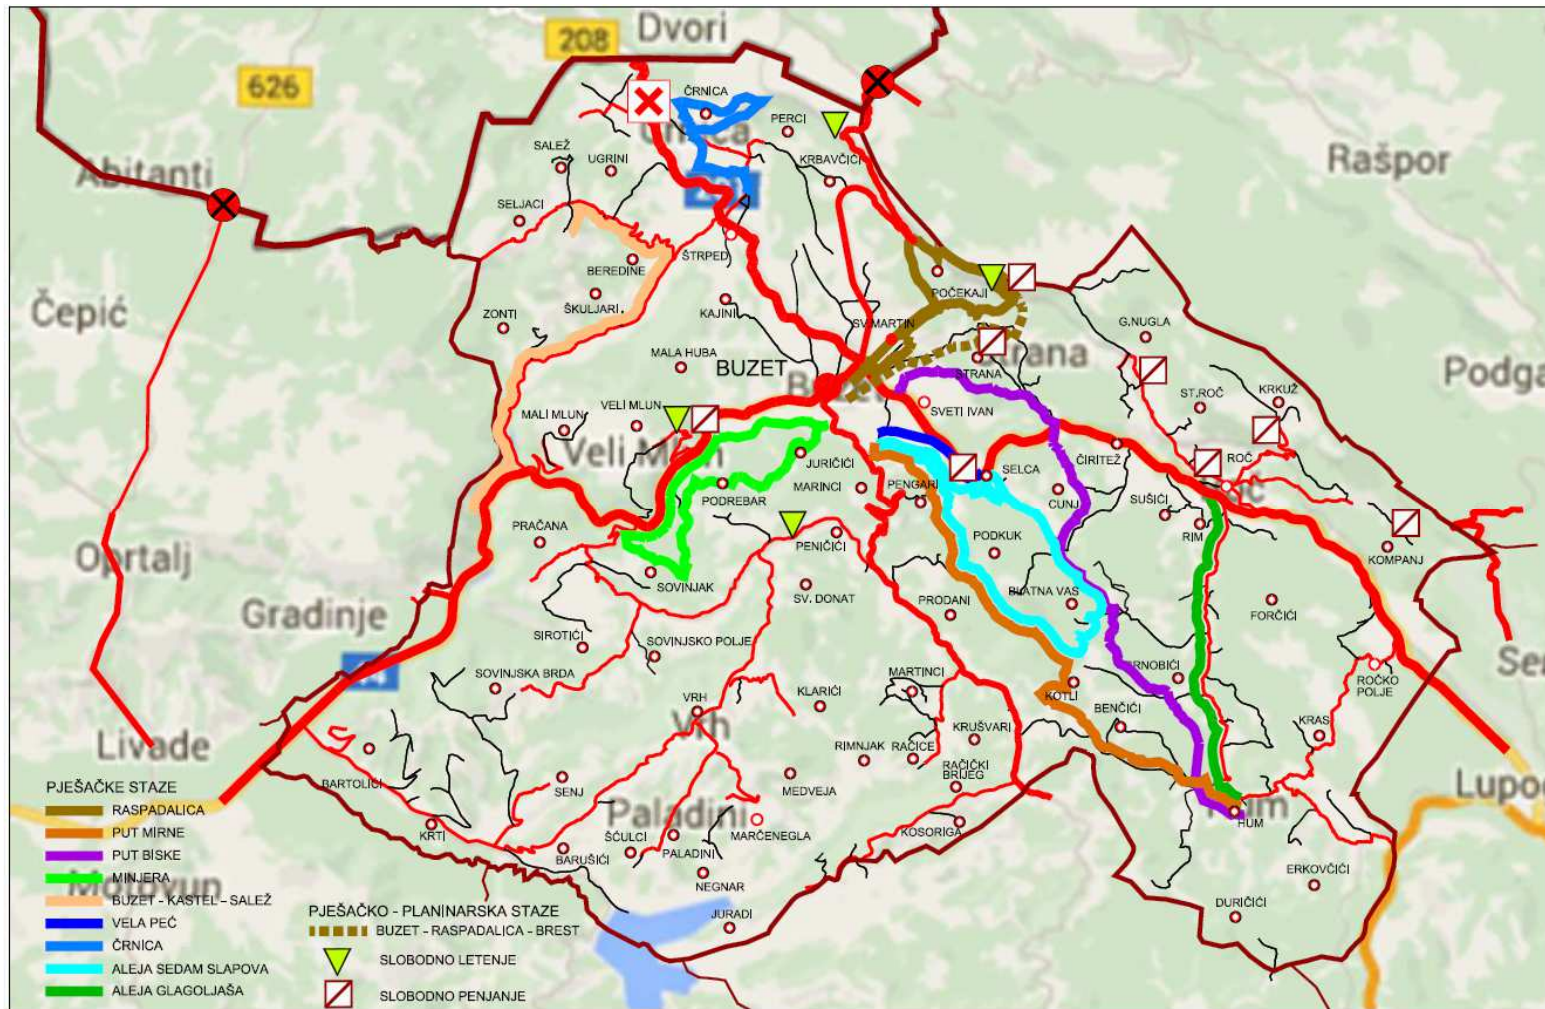 Dvori
208
626
ČRNICA
PERCI
Abitanti
SALEŽ
UGRINI
KRBAVČIĆI
Rašpor
SELJACI
ŠTRPED
BEREDINE
POČEKAJI
Čepić
ŠKULJARI
ZONTI
KAJINI
SV.MARTIN
G.NUGLA
MALA HUBA
BUZET
STRANA
Podga
ST.ROČ
KRKUŽ
MALI MLUN
VELI MLUN
SVETI IVAN
Veli Mlun
JURIČIĆI
ČIRITEŽ
ROČ
PODREBAR
MARINCI
PENGARI
SELCA
CUNJ
SUŠIĆI
PRAČANA
PENIČIĆI
PODKUK
RIM
KOMPANJ
Oprtalj
SOVINJAK
SV. DONAT
PRODANI
BLATNA VAS
FORČIĆI
Gradinje
SIROTIĆI
SOVINJSKO POLJE
SOVINJSKA BRDA
MARTINCI
KOTLI
ROČKO
POLJE
VRH
Vrh
KLARIĆI
KRUŠVARI
BENČIĆI
KRAS
Livade
RIMNJAK
RAČICE
RAČIČKI
BRIJEG
BARTOLIĆI
SENJ
MEDVEJA
Paladini
MARČENEGLA
KOSORIGA
HUM
KRTI
ŠĆULCI
BARUŠIĆI
PALADINI
NEGNAR
ERKOVČIĆI
JURADI
DURIČIĆI
PJEŠAČKE STAZE
RASPADALICA
PUT MIRNE
PUT BISKE
MINJERA
BUZET - KASTEL - SALEŽ
VELA PEĆ
ČRNICA
ALEJA SEDAM SLAPOVA
ALEJA GLAGOLJAŠA
PJEŠAČKO - PLANINARSKA STAZE
BUZET - RASPADALICA - BREST
SLOBODNO LETENJE
SLOBODNO PENJANJE